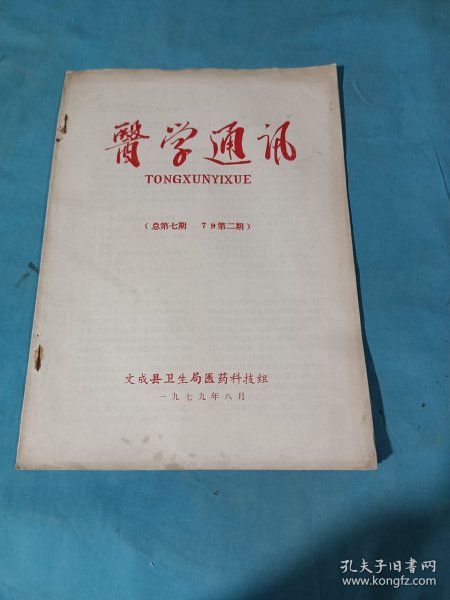 醫学通讯
TONGXUNYIXUE
（总第七期 79第二期）
文成县卫生局医药科技组
一九七九年八月
孔夫子旧书网
www.kongfz.com